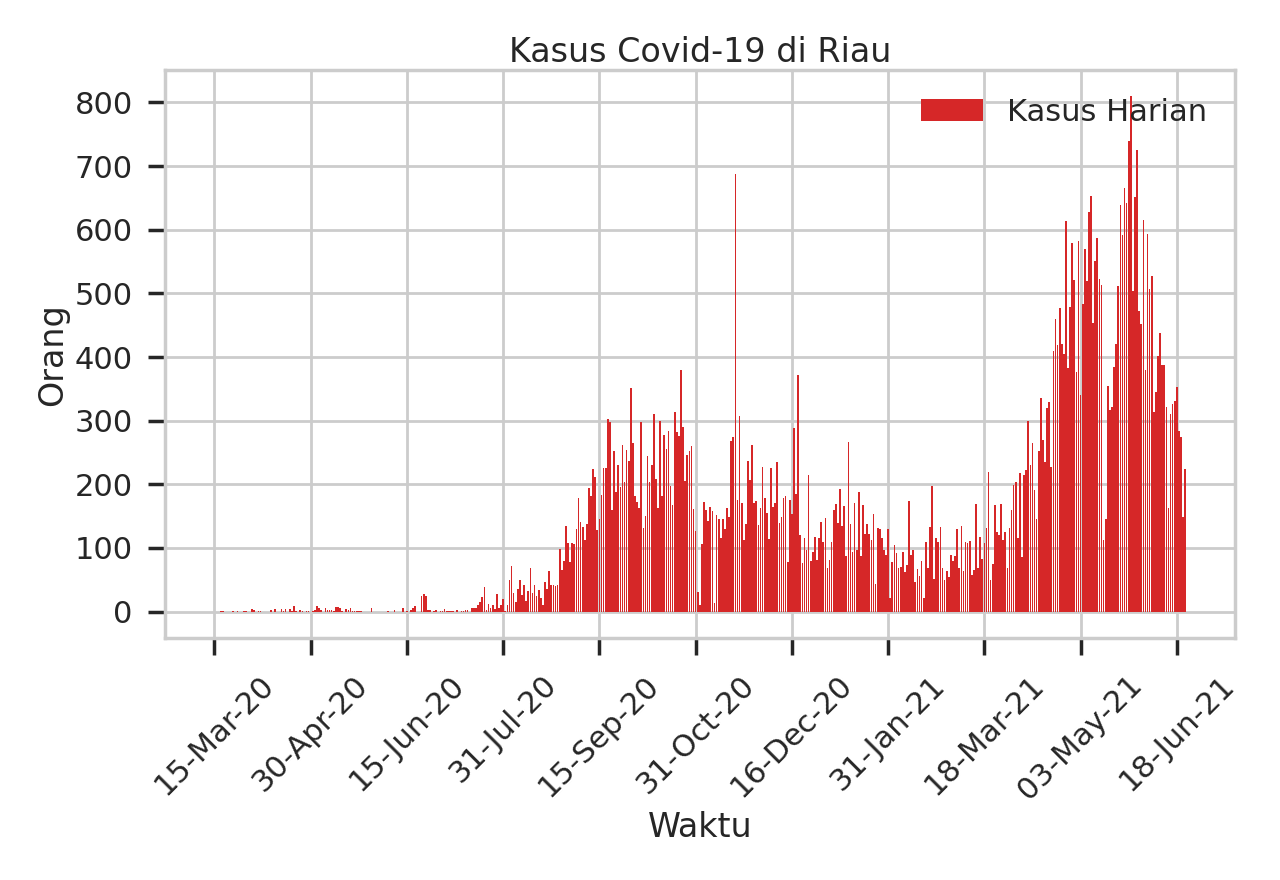 Kasus Covid-19 di Riau
Kasus Harian
Orang
800
700
600
500
400
300
200
100
0
15-Mar-20
30-Apr-20
15-Jun-20
31-Jul-20
15-Sep-20
31-Oct-20
16-Dec-20
31-Jan-21
18-Mar-21
03-May-21
18-Jun-21
Waktu